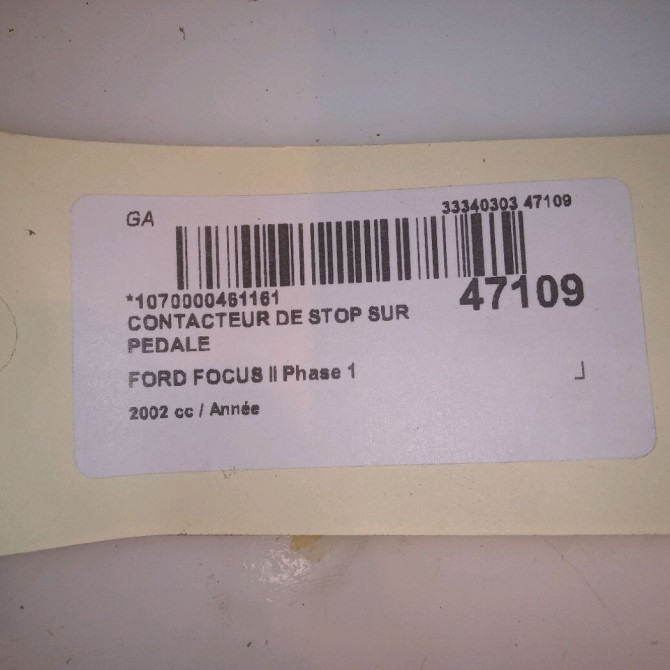 GA
33340303 47109
*1070000461161
47109
CONTACTEUR DE STOP SUR
PEDALE
FORD FOCUS II Phase 1
2002 cc / Année